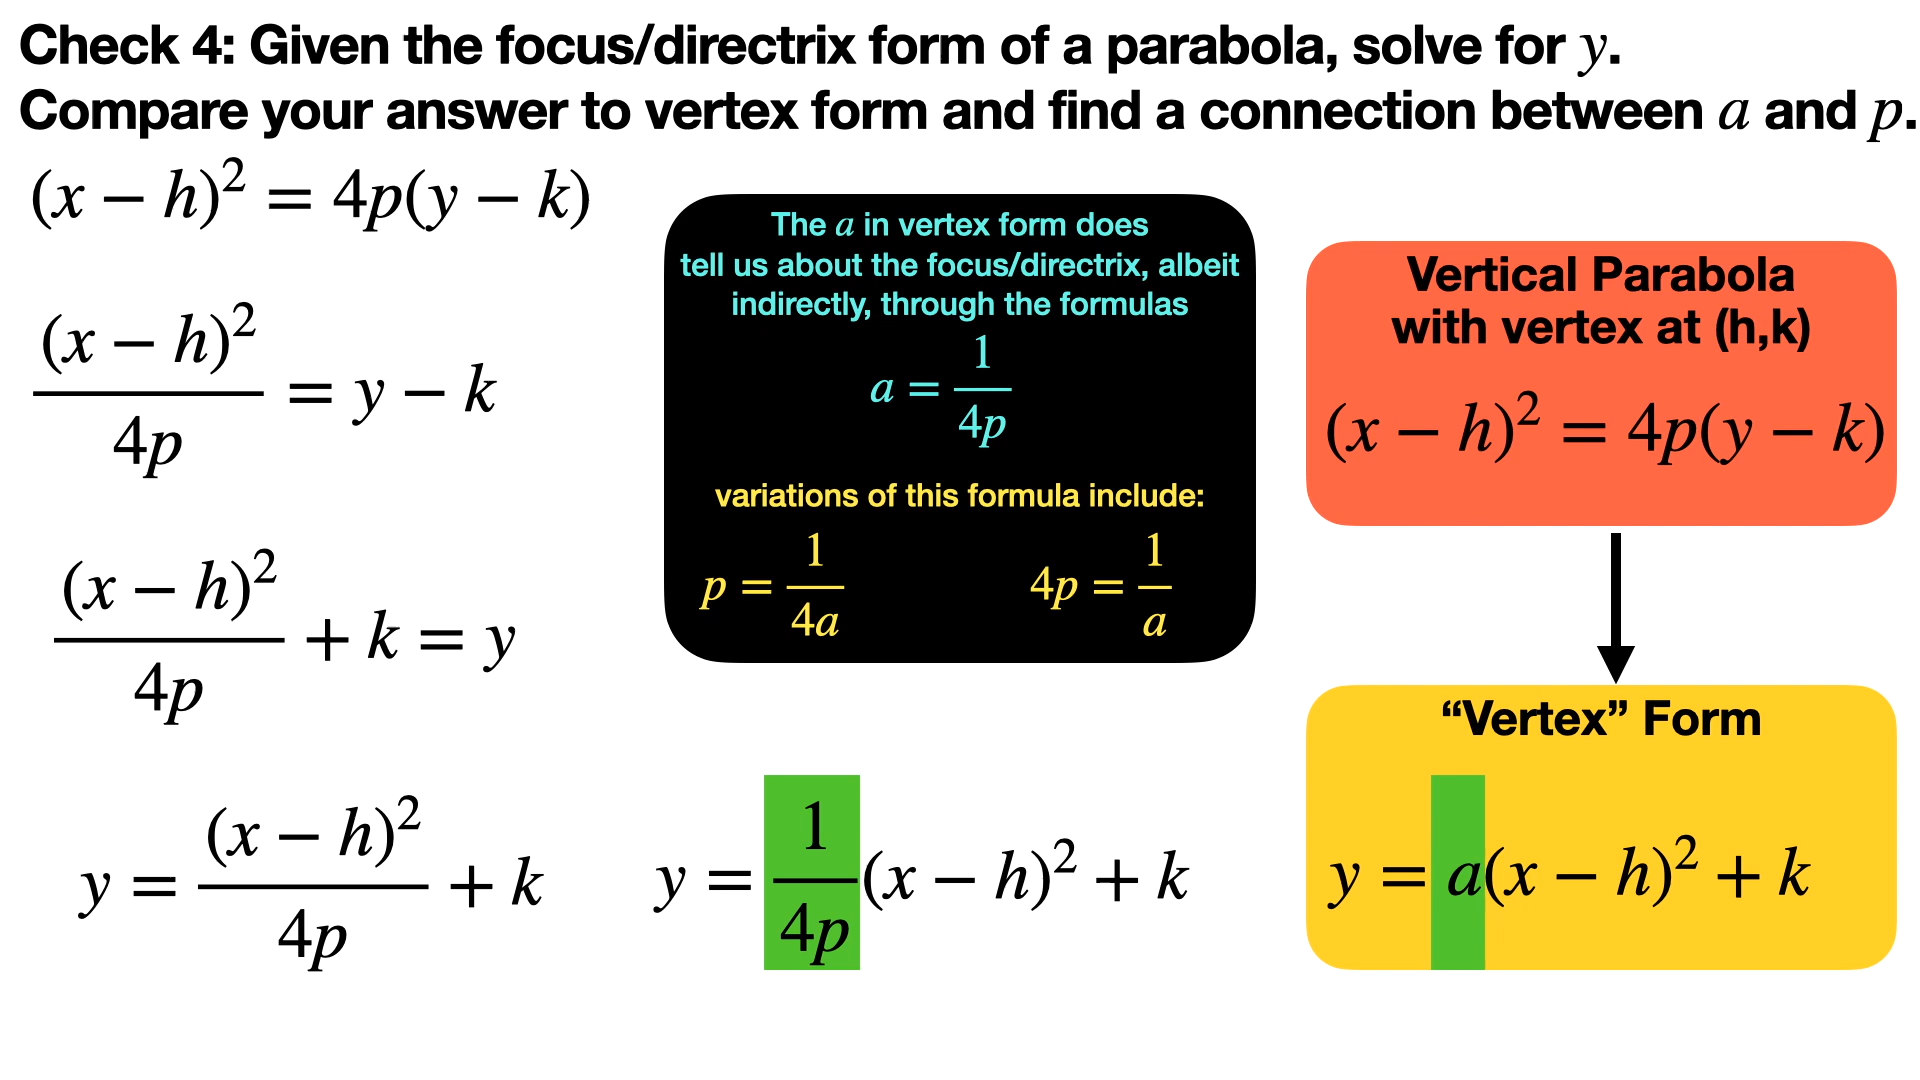 Check 4: Given the focus/directrix form of a parabola, solve for y.
Compare your answer to vertex form and find a connection between a and p.
(x − h)² = 4p(y − k)
(x − h)²
4p
= y − k
(x − h)²
4p
+ k = y
y =
(x − h)²
4p
+ k
The a in vertex form does
tell us about the focus/directrix, albeit
indirectly, through the formulas
a =
1
4p
variations of this formula include:
p =
1
4a
4p =
1
a
y =
1
4p
(x − h)² + k
Vertical Parabola
with vertex at (h,k)
(x − h)² = 4p(y − k)
“Vertex” Form
y = a(x − h)² + k